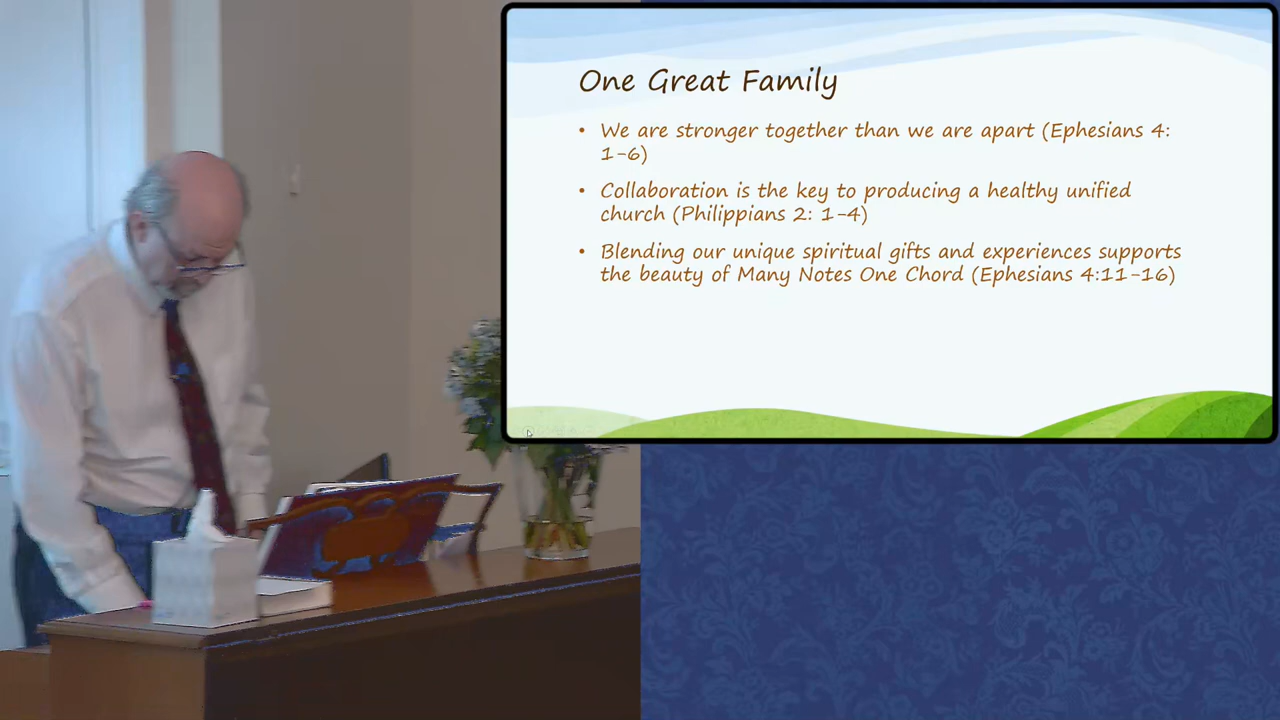 One Great Family
• We are stronger together than we are apart (Ephesians 4:
1-6)
• Collaboration is the key to producing a healthy unified
church (Philippians 2: 1-4)
• Blending our unique spiritual gifts and experiences supports
the beauty of Many Notes One Chord (Ephesians 4:11-16)